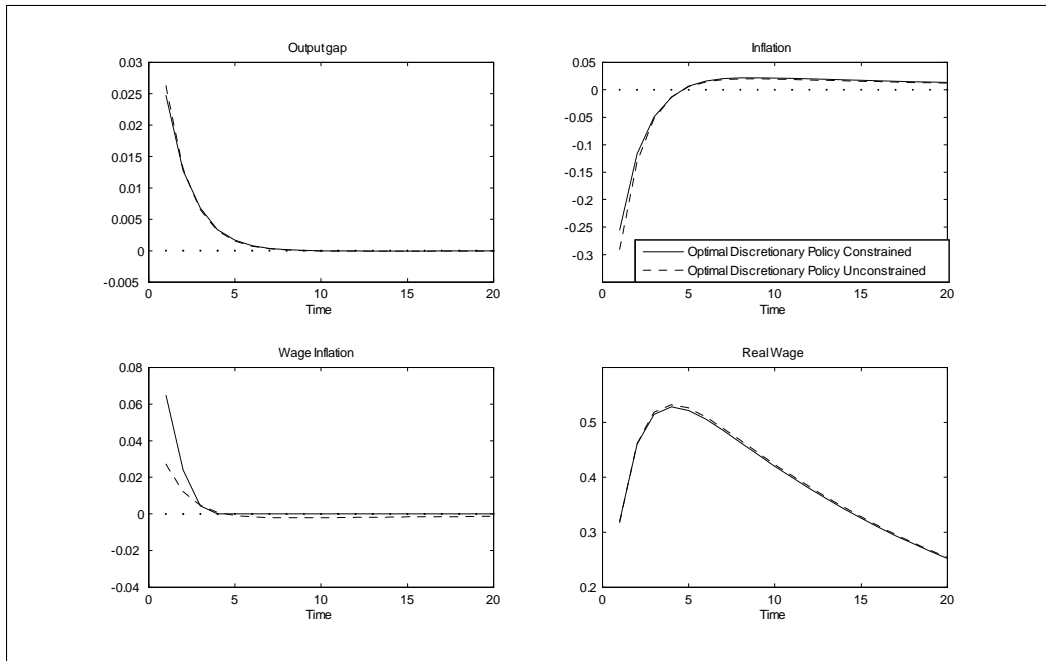 Output gap
0.03
0.025
0.02
0.015
0.01
0.005
0
-0.005
0 5 10 15 20
Time
Inflation
0.05
0
-0.05
-0.1
-0.15
-0.2
-0.25
-0.3
0 5 10 15 20
Time
Optimal Discretionary Policy Constrained
Optimal Discretionary Policy Unconstrained
Wage Inflation
0.08
0.06
0.04
0.02
0
-0.02
-0.04
0 5 10 15 20
Time
Real Wage
0.5
0.4
0.3
0.2
0 5 10 15 20
Time